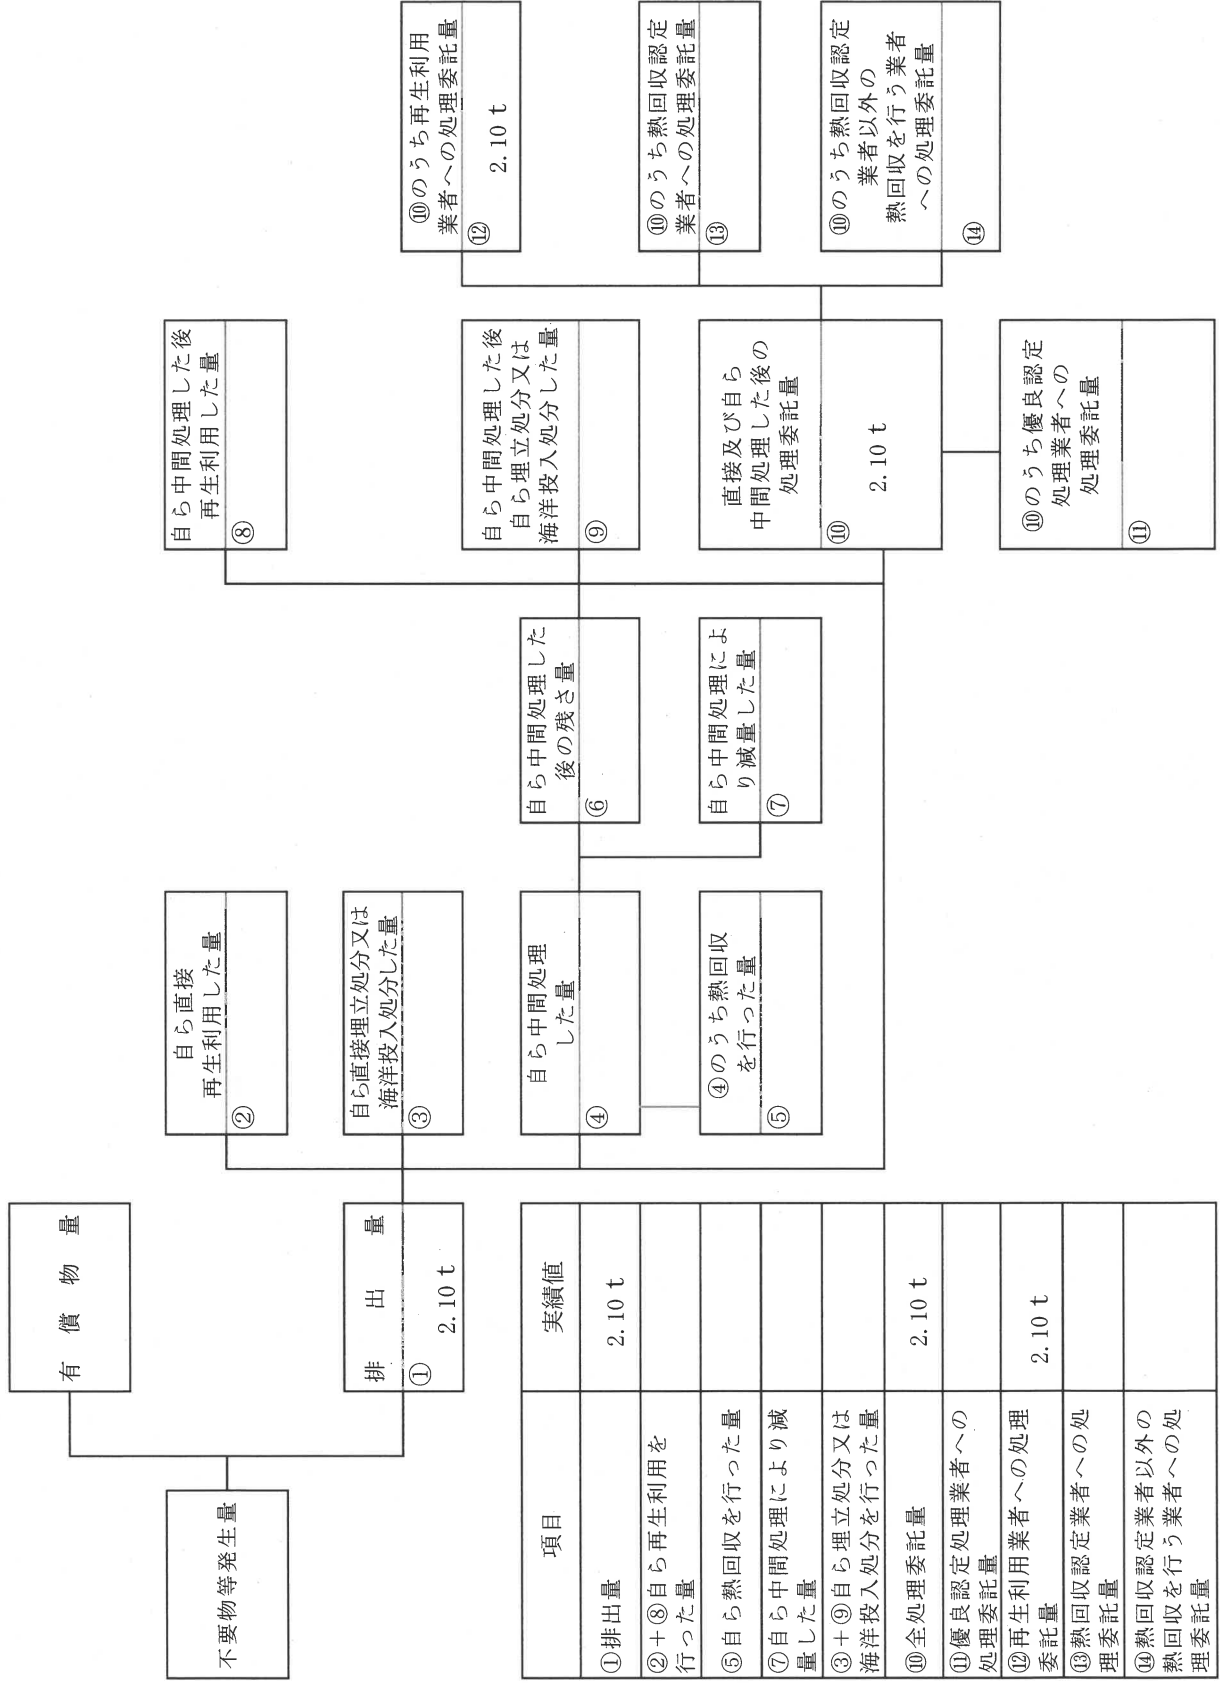 不要物等発生量
有償物量
排出量
①
2.10 t
自ら直接
再生利用した量
②
自ら直接埋立処分又は
海洋投入処分した量
③
自ら中間処理
した量
④
④のうち熱回収
を行った量
⑤
自ら中間処理した
後の残さ量
⑥
自ら中間処理によ
り減量した量
⑦
自ら中間処理した後
再生利用した量
⑧
自ら中間処理した後
自ら埋立処分又は
海洋投入処分した量
⑨
直接及び自ら
中間処理した後の
処理委託量
⑩
2.10 t
⑩のうち優良認定
処理業者への
処理委託量
⑪
⑩のうち再生利用
業者への処理委託量
⑫
2.10 t
⑩のうち熱回収認定
業者への処理委託量
⑬
⑩のうち熱回収認定
業者以外の
熱回収を行う業者
への処理委託量
⑭
項目
実績値
①排出量
2.10 t
②+⑧自ら再生利用を
行った量
⑤自ら熱回収を行った量
⑦自ら中間処理により減
量した量
③+⑨自ら埋立処分又は
海洋投入処分を行った量
⑩全処理委託量
2.10 t
⑪優良認定処理業者への
処理委託量
⑫再生利用業者への処理
委託量
2.10 t
⑬熱回収認定業者への処
理委託量
⑭熱回収認定業者以外の
熱回収を行う業者への処
理委託量